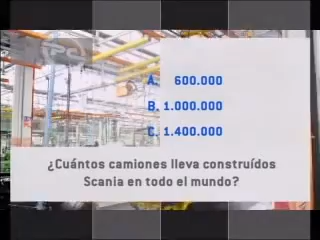 A. 600.000
B. 1.000.000
C. 1.400.000
¿Cuántos camiones lleva construídos
Scania en todo el mundo?